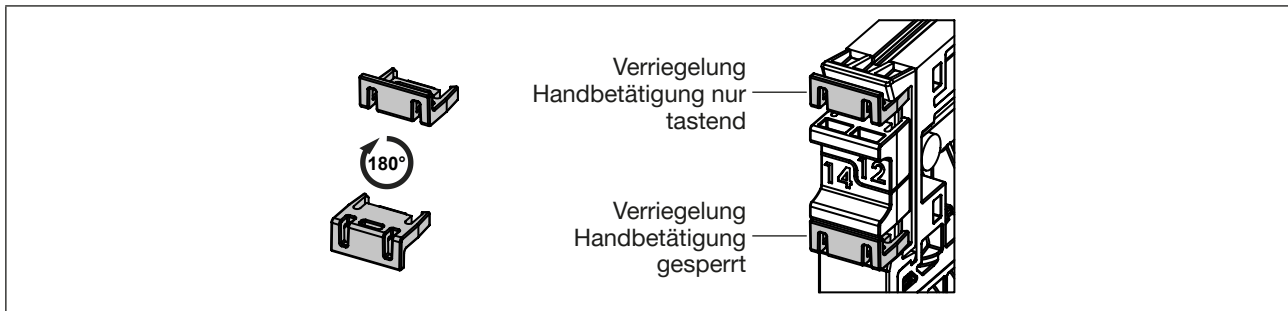 Verriegelung
Handbetätigung nur
tastend
180°
14 12
Verriegelung
Handbetätigung
gesperrt